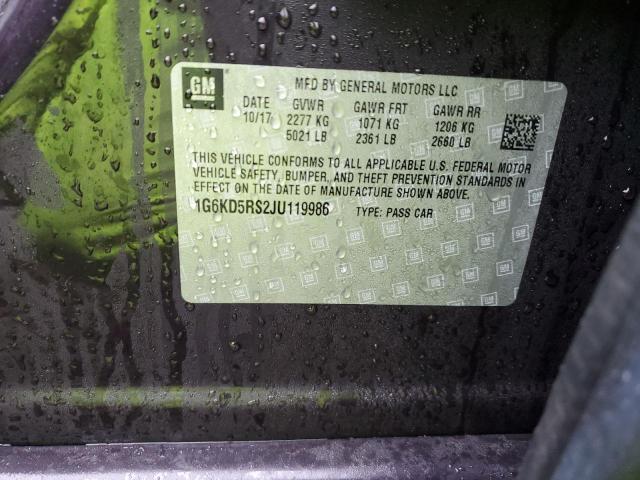 GM
MFD BY GENERAL MOTORS LLC
DATE GVWR GAWR FRT GAWR RR
10/17 2277 KG 1071 KG 1206 KG
5021 LB 2361 LB 2660 LB
THIS VEHICLE CONFORMS TO ALL APPLICABLE U.S. FEDERAL MOTOR
VEHICLE SAFETY, BUMPER, AND THEFT PREVENTION STANDARDS IN
EFFECT ON THE DATE OF MANUFACTURE SHOWN ABOVE.
1G6KD5RS2JU119986 TYPE: PASS CAR